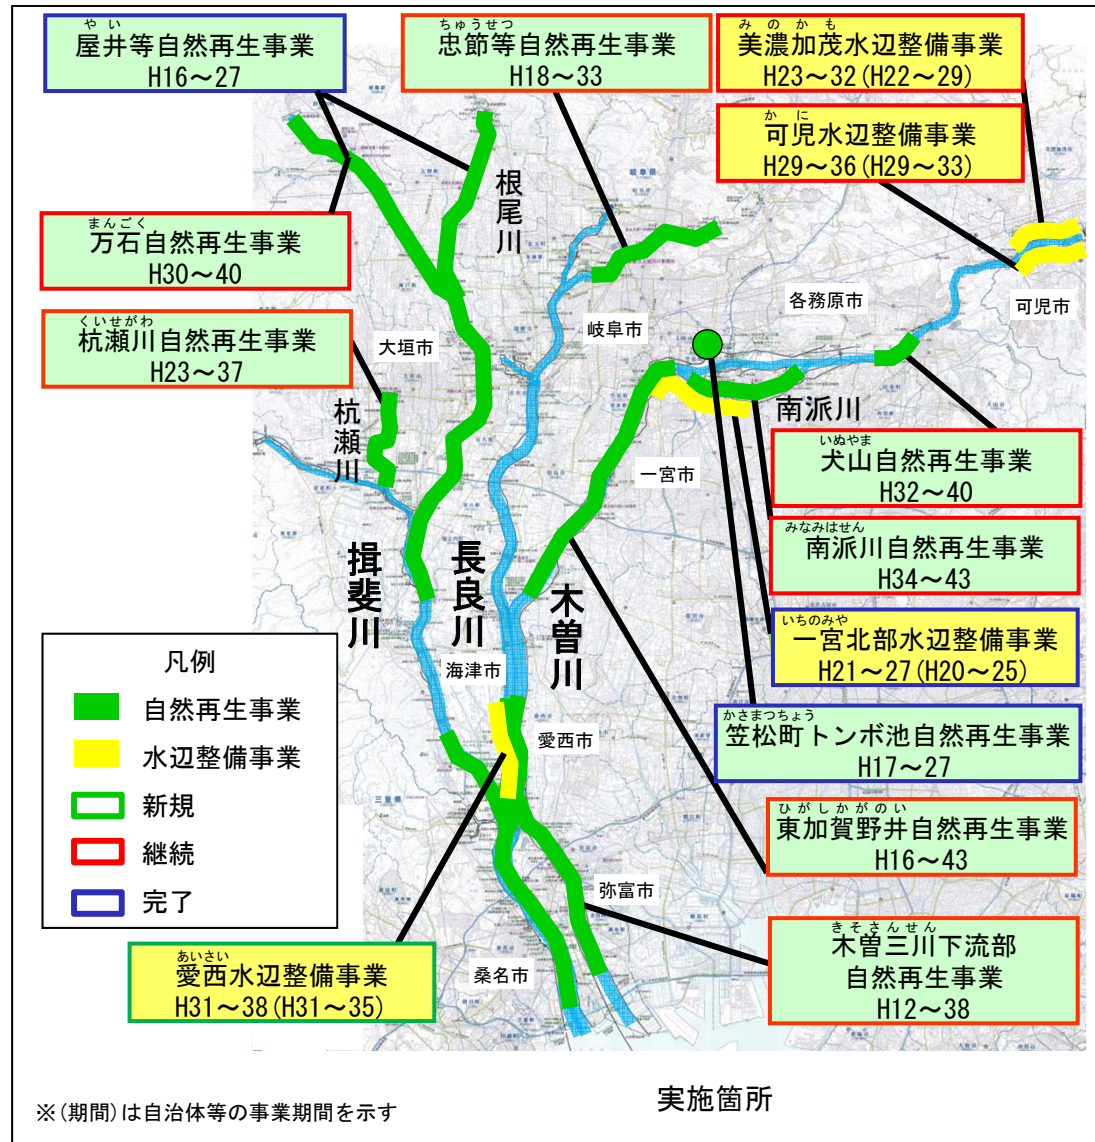 やい
屋井等自然再生事業
H16～27
ちゅうせつ
忠節等自然再生事業
H18～33
みのかも
美濃加茂水辺整備事業
H23～32(H22～29)
かに
可児水辺整備事業
H29～36(H29～33)
まんごく
万石自然再生事業
H30～40
くいせがわ
杭瀬川自然再生事業
H23～37
根尾川
岐阜県
各務原市
可児市
大垣市
岐阜市
杭瀬川
南派川
一宮市
いぬやま
犬山自然再生事業
H32～40
みなみはせん
南派川自然再生事業
H34～43
いちのみや
一宮北部水辺整備事業
H21～27(H20～25)
かさまつちょう
笠松町トンボ池自然再生事業
H17～27
ひがしかがのい
東加賀野井自然再生事業
H16～43
きそさんせん
木曽三川下流部
自然再生事業
H12～38
揖斐川
長良川
木曽川
海津市
愛西市
三重県
弥富市
桑名市
凡例
自然再生事業
水辺整備事業
新規
継続
完了
あいさい
愛西水辺整備事業
H31～38(H31～35)
※(期間)は自治体等の事業期間を示す
実施箇所